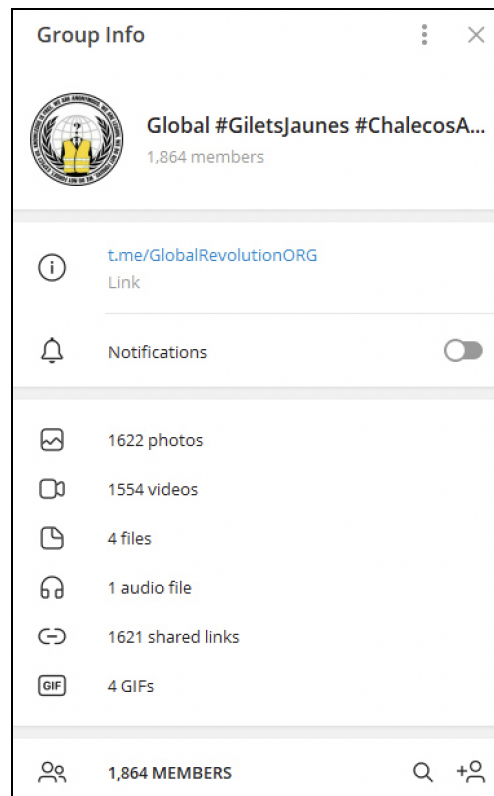 Group Info
Global #GiletsJaunes #ChalecosA...
1,864 members
t.me/GlobalRevolutionORG
Link
Notifications
1622 photos
1554 videos
4 files
1 audio file
1621 shared links
GIF
4 GIFs
1,864 MEMBERS